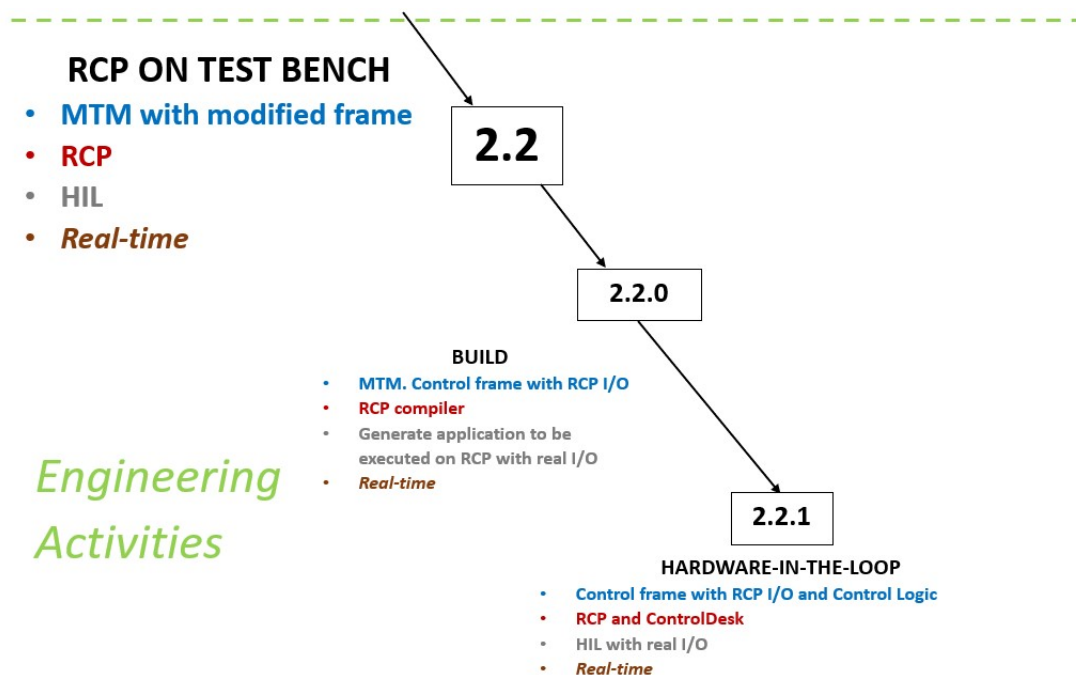 RCP ON TEST BENCH
• MTM with modified frame
• RCP
• HIL
• Real-time
2.2
2.2.0
BUILD
• MTM. Control frame with RCP I/O
• RCP compiler
• Generate application to be
executed on RCP with real I/O
• Real-time
Engineering
Activities
2.2.1
HARDWARE-IN-THE-LOOP
• Control frame with RCP I/O and Control Logic
• RCP and ControlDesk
• HIL with real I/O
• Real-time